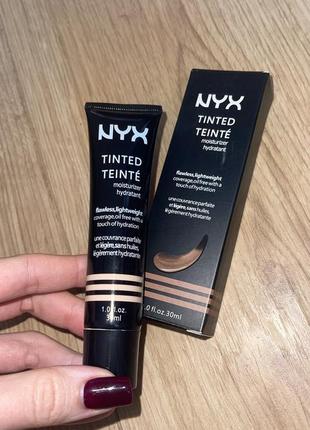 NYX
TINTED
TEINTÉ
moisturizer
hydratant
flawless,lightweight
coverage,oil free with a
touch of hydration
une couvrance parfaite
et légère,sans huiles,
légèrement hydratante
1.0 fl.oz.
30ml
NYX
TINTED
TEINTÉ
moisturizer
hydratant
flawless,lightweight
coverage,oil free with a
touch of hydration
une couvrance parfaite
et légère,sans huiles,
légèrement hydratante
1.0 fl.oz.30ml